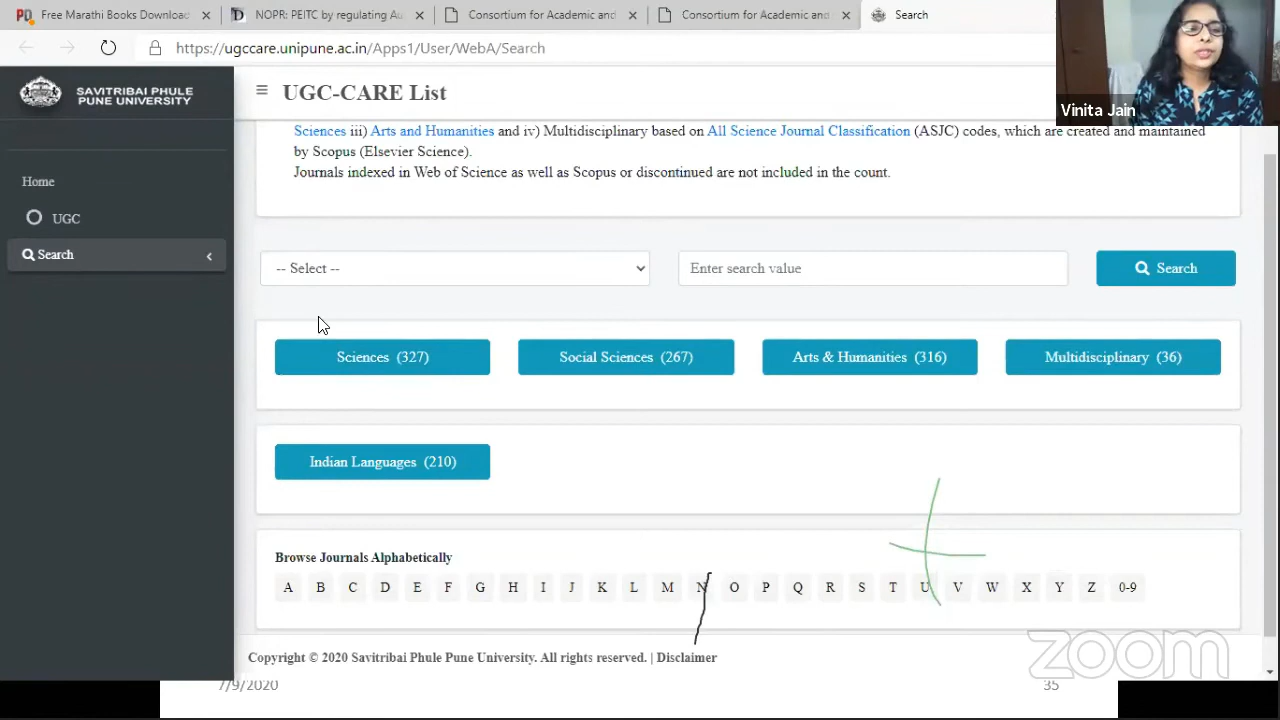 Free Marathi Books Download
NOPR: PEITC by regulating Au
Consortium for Academic and
Consortium for Academic and
Search
https://ugccare.unipune.ac.in/Apps1/User/WebA/Search
SAVITRIBAI PHULE
PUNE UNIVERSITY
UGC-CARE List
Vinita Jain
Sciences iii) Arts and Humanities and iv) Multidisciplinary based on All Science Journal Classification (ASJC) codes, which are created and maintained
by Scopus (Elsevier Science).
Journals indexed in Web of Science as well as Scopus or discontinued are not included in the count.
Home
UGC
Search
-- Select --
Enter search value
Search
Sciences (327)
Social Sciences (267)
Arts & Humanities (316)
Multidisciplinary (36)
Indian Languages (210)
Browse Journals Alphabetically
A B C D E F G H I J K L M N O P Q R S T U V W X Y Z 0-9
Copyright © 2020 Savitribai Phule Pune University. All rights reserved. | Disclaimer
zoom
7/9/2020
35